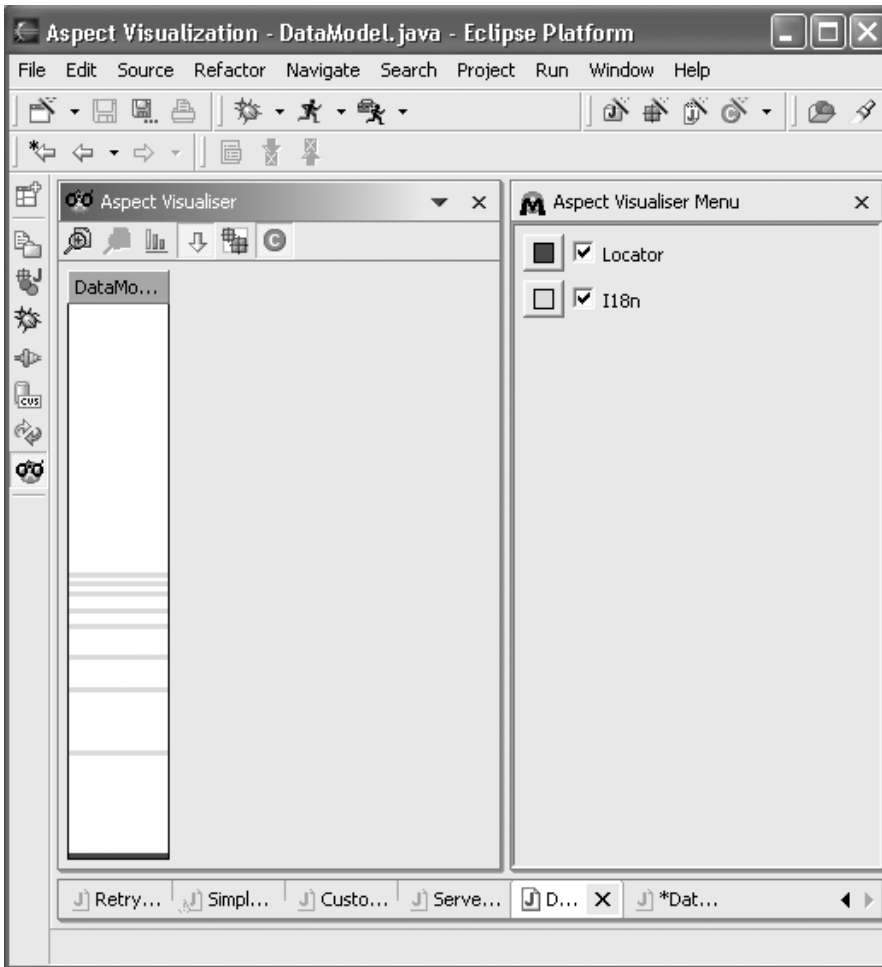 Aspect Visualization - DataModel.java - Eclipse Platform
File Edit Source Refactor Navigate Search Project Run Window Help
Aspect Visualiser
Aspect Visualiser Menu
DataMo...
Locator
I18n
CVS
Retry... Simpl... Custo... Serve... D... *Dat...